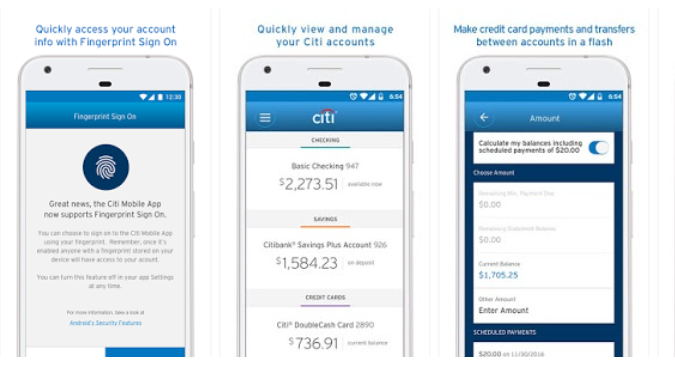 Quickly access your account
info with Fingerprint Sign On
12:30
Fingerprint Sign On
Great news, the Citi Mobile App
now supports Fingerprint Sign On.
You can choose to sign on to the Citi Mobile App
using your fingerprint. Remember, once it's
enabled anyone with a fingerprint stored on your
device will have access to your acount.
You can turn this feature off in your app Settings
at any time.
For more information, take a look at
Android's Security Features
Quickly view and manage
your Citi accounts
6:54
citi
CHECKING
Basic Checking 947
$2,273.51 available now
SAVINGS
Citibank® Savings Plus Account 926
$1,584.23 on deposit
CREDIT CARDS
Citi® DoubleCash Card 2890
$736.91 current balance
Make credit card payments and transfers
between accounts in a flash
6:54
Amount
Calculate my balances including
scheduled payments of $20.00
Choose Amount
Remaining Min. Payment Due
$0.00
Remaining Statement Balance
$0.00
Current Balance
$1,705.25
Other Amount
Enter Amount
SCHEDULED PAYMENTS
$20.00 on 11/30/2016